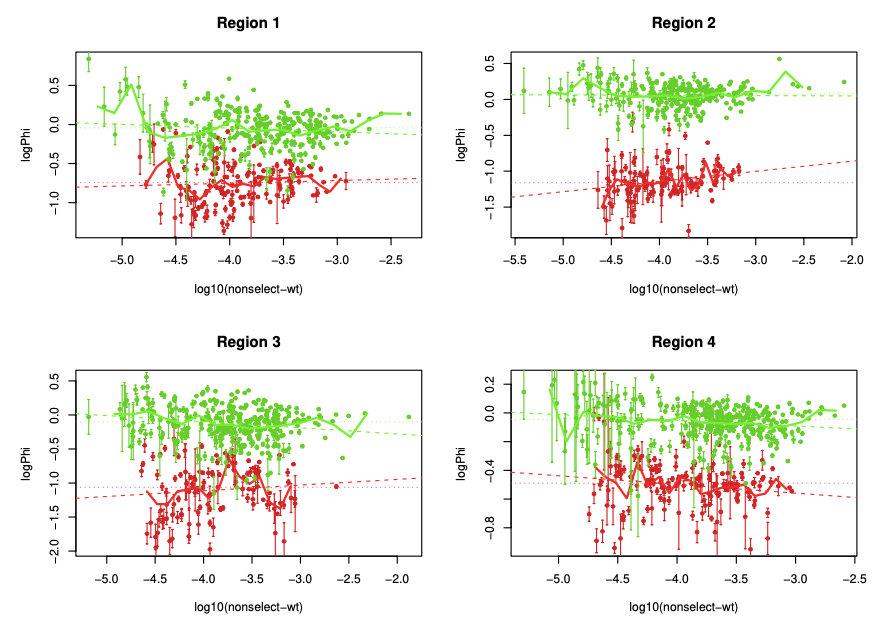 Region 1
logPhi
0.5
0.0
−0.5
−1.0
−5.0 −4.5 −4.0 −3.5 −3.0 −2.5
log10(nonselect−wt)
Region 2
logPhi
0.5
0.0
−0.5
−1.0
−1.5
−5.5 −5.0 −4.5 −4.0 −3.5 −3.0 −2.5 −2.0
log10(nonselect−wt)
Region 3
logPhi
0.5
0.0
−0.5
−1.0
−1.5
−2.0
−5.0 −4.5 −4.0 −3.5 −3.0 −2.5 −2.0
log10(nonselect−wt)
Region 4
logPhi
0.2
0.0
−0.4
−0.8
−5.0 −4.5 −4.0 −3.5 −3.0 −2.5
log10(nonselect−wt)